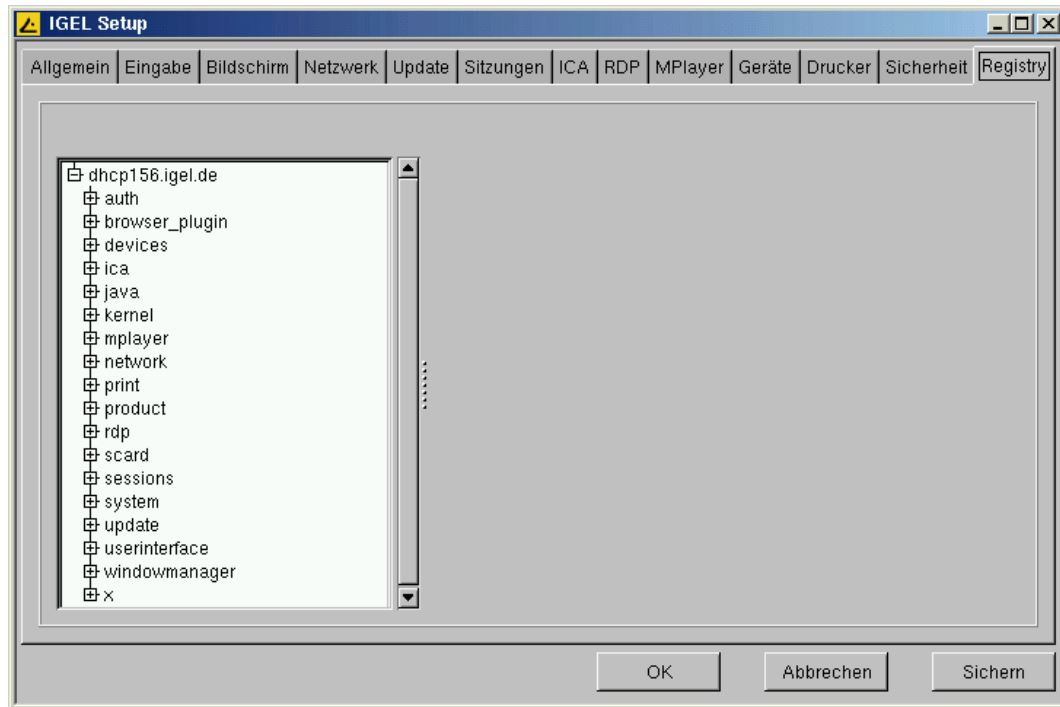 IGEL Setup
Allgemein Eingabe Bildschirm Netzwerk Update Sitzungen ICA RDP MPlayer Geräte Drucker Sicherheit Registry
dhcp156.igel.de
auth
browser_plugin
devices
ica
java
kernel
mplayer
network
print
product
rdp
scard
sessions
system
update
userinterface
windowmanager
x
OK Abbrechen Sichern